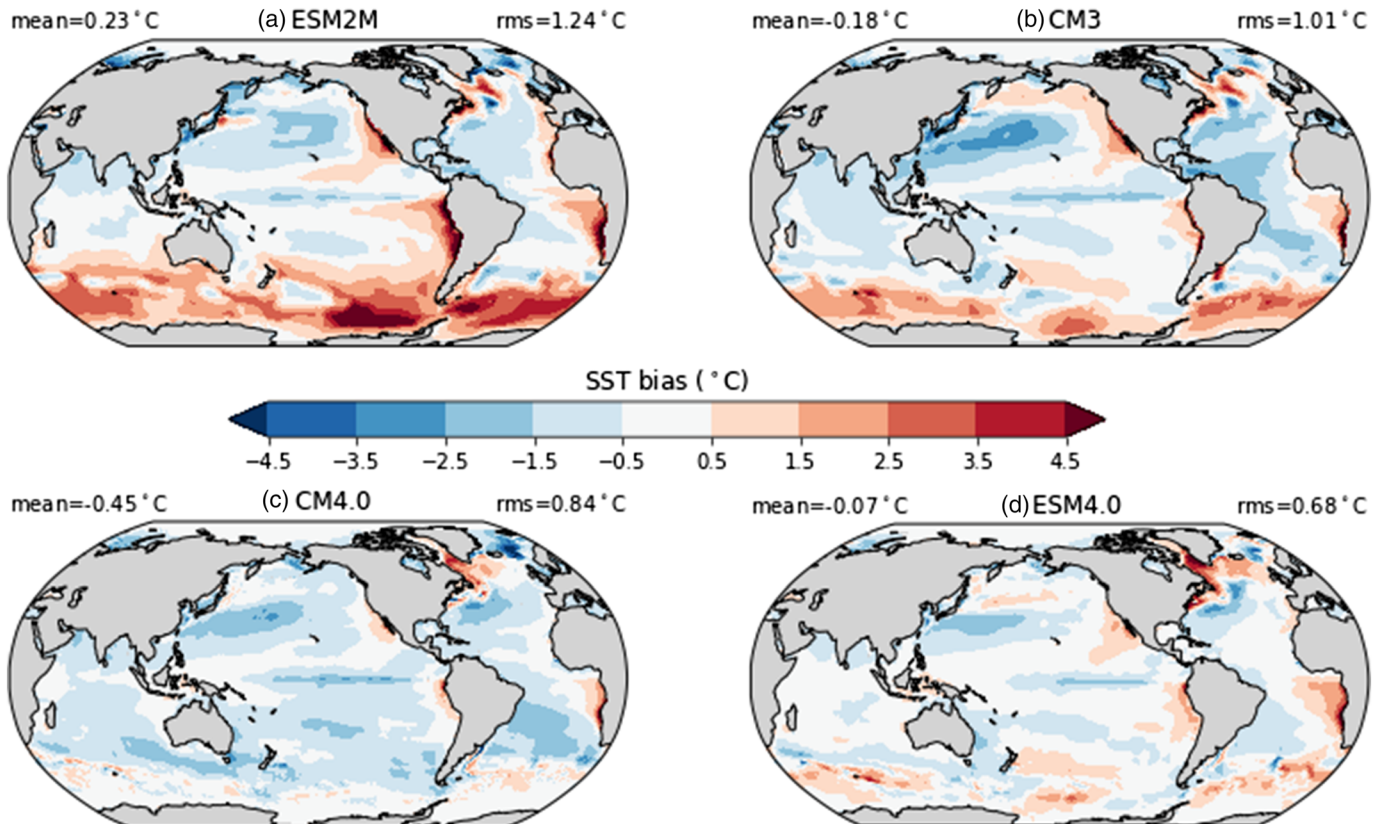 mean=0.23˚C (a) ESM2M rms=1.24˚C
mean=-0.18˚C (b) CM3 rms=1.01˚C
SST bias (˚C)
−4.5 −3.5 −2.5 −1.5 −0.5 0.5 1.5 2.5 3.5 4.5
mean=-0.45˚C (c) CM4.0 rms=0.84˚C
mean=-0.07˚C (d) ESM4.0 rms=0.68˚C